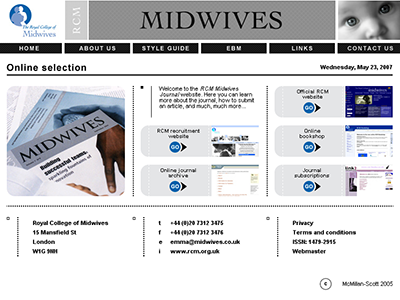 The Royal College of
Midwives
RCM
MIDWIVES
HOME
ABOUT US
STYLE GUIDE
EBM
LINKS
CONTACT US
Online selection
Wednesday, May 23, 2007
MIDWIVES
Building
successful teams:
sparkling fountains of
innovation
Welcome to the RCM Midwives
Journal website. Here you can learn
more about the journal, how to submit
an article, and much, much more...
Official RCM
website
GO
RCM recruitment
website
GO
Online
bookshop
GO
Online journal
archive
GO
Journal
subscriptions
GO
Royal College of Midwives
15 Mansfield St
London
W1G 9NH
t +44 (0)20 7312 3475
f +44 (0)20 7312 3476
e emma@midwives.co.uk
i www.rcm.org.uk
Privacy
Terms and conditions
ISSN: 1479-2915
Webmaster
c McMillan-Scott 2005